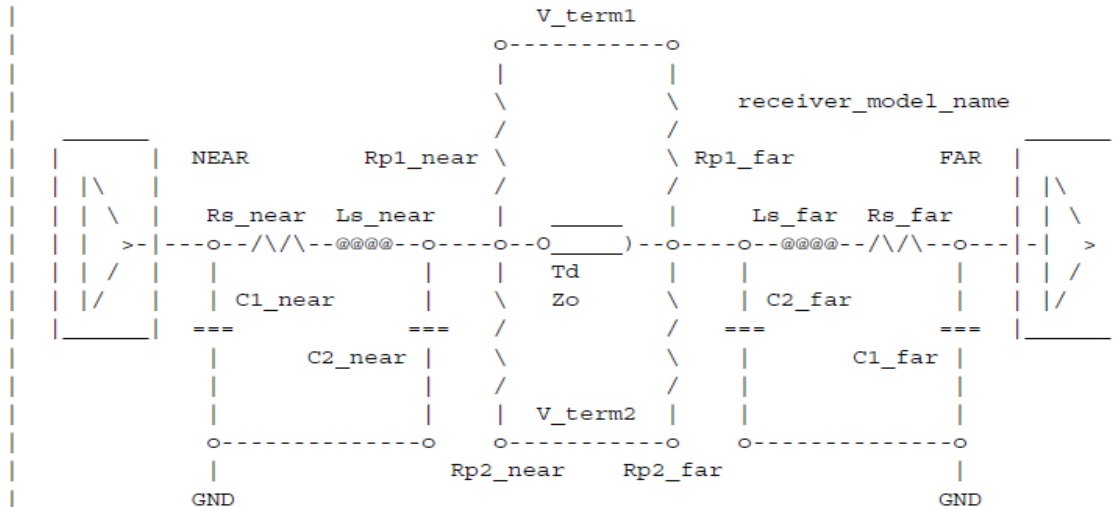 V_term1
receiver_model_name
NEAR Rp1_near Rp1_far FAR
Rs_near Ls_near Ls_far Rs_far
Td
C1_near Zo C2_far
C2_near C1_far
V_term2
Rp2_near Rp2_far
GND GND